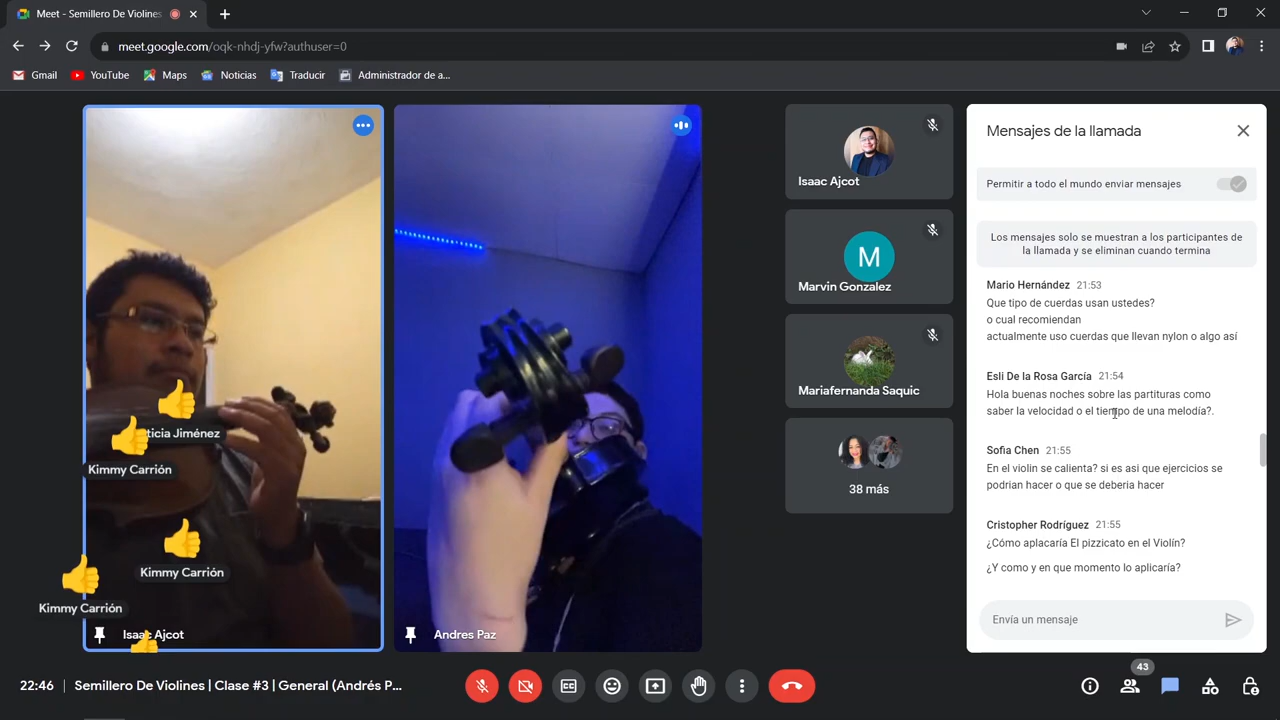 Meet - Semillero De Violines
meet.google.com/oqk-nhdj-yfw?authuser=0
Gmail
YouTube
Maps
Noticias
Traducir
Administrador de a...
ticia Jiménez
Kimmy Carrión
Kimmy Carrión
Kimmy Carrión
Isaac Ajcot
Andres Paz
Isaac Ajcot
M
Marvin Gonzalez
Mariafernanda Saquic
38 más
Mensajes de la llamada
Permitir a todo el mundo enviar mensajes
Los mensajes solo se muestran a los participantes de
la llamada y se eliminan cuando termina
Mario Hernández 21:53
Que tipo de cuerdas usan ustedes?
o cual recomiendan
actualmente uso cuerdas que llevan nylon o algo así
Esli De la Rosa García 21:54
Hola buenas noches sobre las partituras como
saber la velocidad o el tiempo de una melodía?.
Sofia Chen 21:55
En el violin se calienta? si es asi que ejercicios se
podrian hacer o que se deberia hacer
Cristopher Rodríguez 21:55
¿Cómo aplacaría El pizzicato en el Violín?
¿Y como y en que momento lo aplicaría?
Envía un mensaje
22:46 | Semillero De Violines | Clase #3 | General (Andrés P...
43